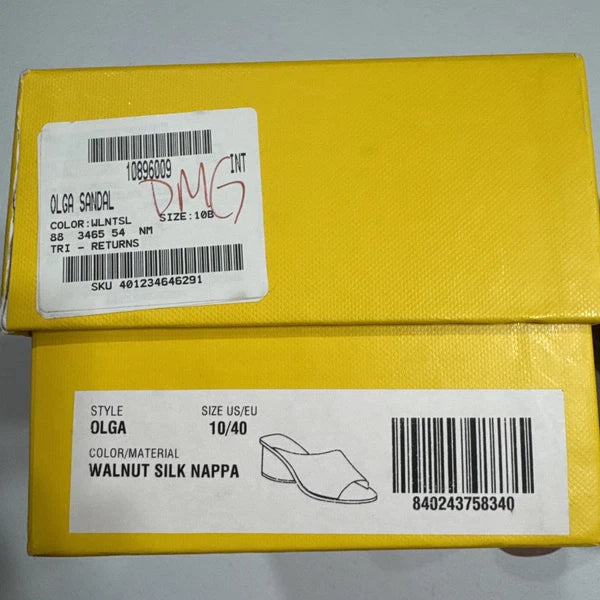 10896009 INT
DMG
OLGA SANDAL
COLOR:WLNTSL SIZE:10B
88 3465 54 NM
TRI - RETURNS
SKU 401234646291
STYLE SIZE US/EU
OLGA 10/40
COLOR/MATERIAL
WALNUT SILK NAPPA
840243758340